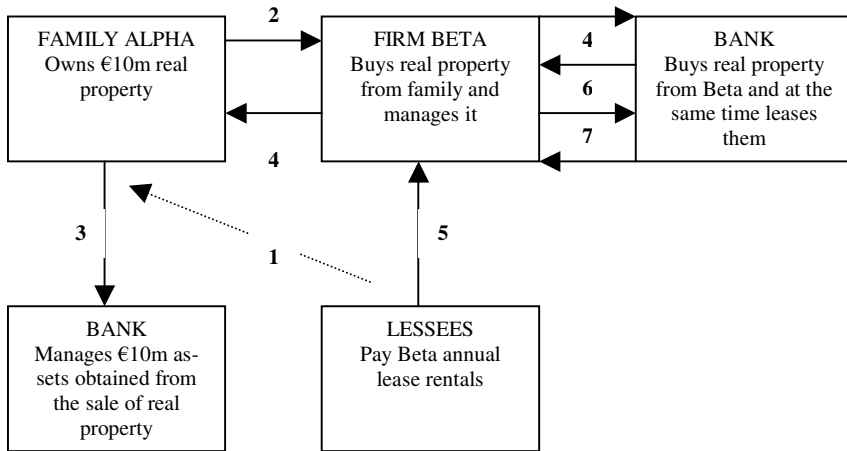 2
FAMILY ALPHA
Owns €10m real
property
FIRM BETA
Buys real property
from family and
manages it
4
6
7
BANK
Buys real property
from Beta and at the
same time leases
them
4
3
1
5
BANK
Manages €10m as-
sets obtained from
the sale of real
property
LESSEES
Pay Beta annual
lease rentals